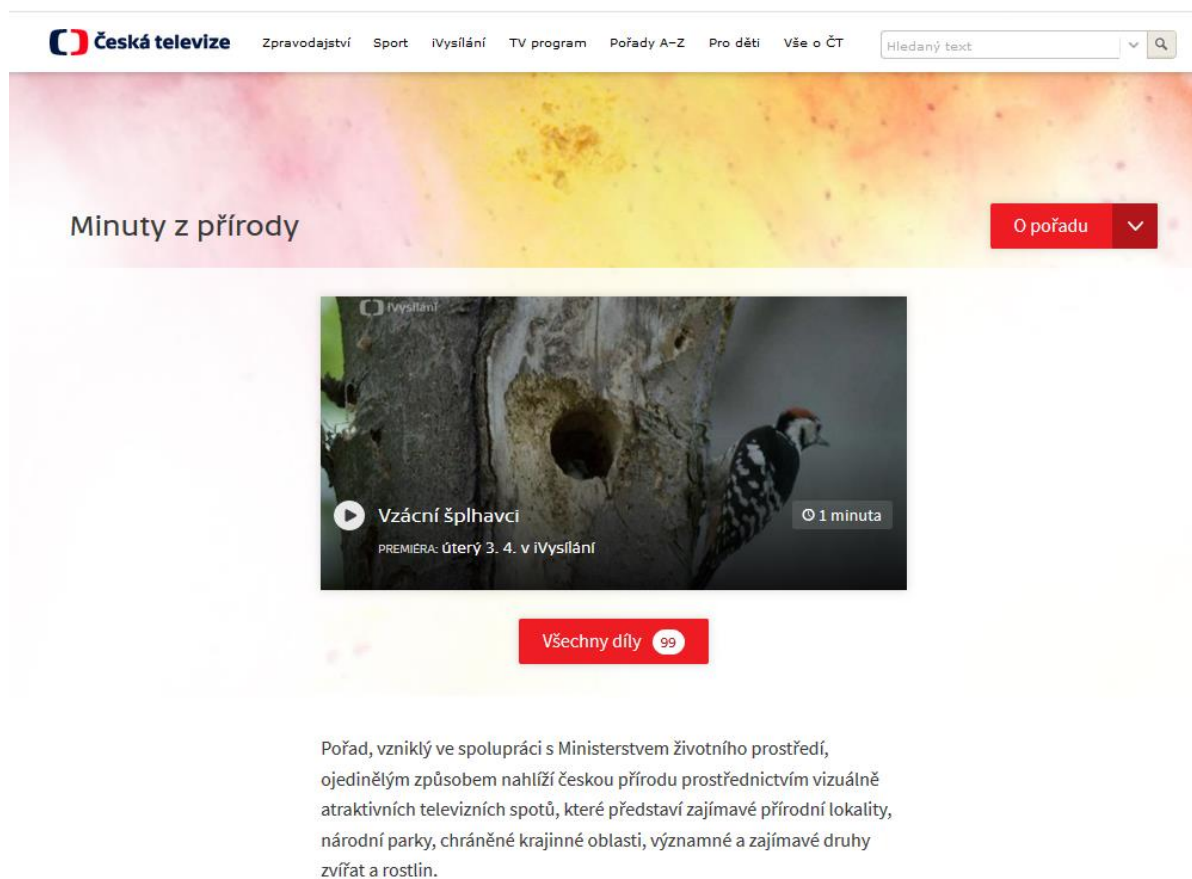 Česká televize Zpravodajství Sport iVysílání TV program Pořady A–Z Pro děti Vše o ČT Hledaný text
Minuty z přírody
O pořadu
iVysílání
Vzácní šplhavci
1 minuta
PREMIÉRA: úterý 3. 4. v iVysílání
Všechny díly 99
Pořad, vzniklý ve spolupráci s Ministerstvem životního prostředí,
ojedinělým způsobem nahlíží českou přírodu prostřednictvím vizuálně
atraktivních televizních spotů, které představí zajímavé přírodní lokality,
národní parky, chráněné krajinné oblasti, významné a zajímavé druhy
zvířat a rostlin.